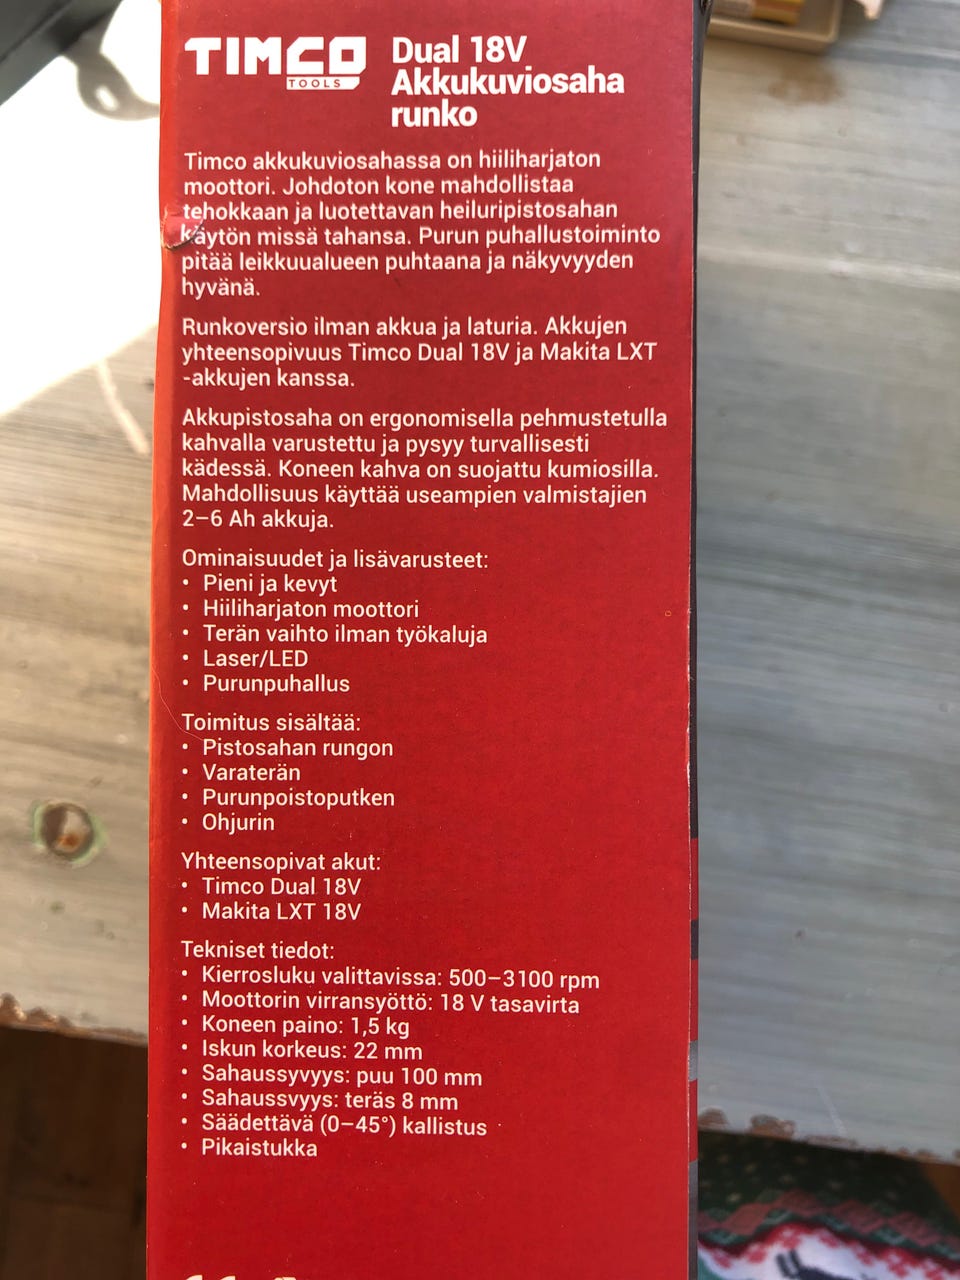 TIMCO
TOOLS
Dual 18V
Akkukuviosaha
runko
Timco akkukuviosahassa on hiiliharjaton
moottori. Johdoton kone mahdollistaa
tehokkaan ja luotettavan heiluripistosahan
käytön missä tahansa. Purun puhallustoiminto
pitää leikkuualueen puhtaana ja näkyvyyden
hyvänä.
Runkoversio ilman akkua ja laturia. Akkujen
yhteensopivuus Timco Dual 18V ja Makita LXT
-akkujen kanssa.
Akkupistosaha on ergonomisella pehmustetulla
kahvalla varustettu ja pysyy turvallisesti
kädessä. Koneen kahva on suojattu kumiosilla.
Mahdollisuus käyttää useampien valmistajien
2–6 Ah akkuja.
Ominaisuudet ja lisävarusteet:
• Pieni ja kevyt
• Hiiliharjaton moottori
• Terän vaihto ilman työkaluja
• Laser/LED
• Purunpuhallus
Toimitus sisältää:
• Pistosahan rungon
• Varaterän
• Purunpoistoputken
• Ohjurin
Yhteensopivat akut:
• Timco Dual 18V
• Makita LXT 18V
Tekniset tiedot:
• Kierrosluku valittavissa: 500–3100 rpm
• Moottorin virransyöttö: 18 V tasavirta
• Koneen paino: 1,5 kg
• Iskun korkeus: 22 mm
• Sahaussyvyys: puu 100 mm
• Sahaussvyys: teräs 8 mm
• Säädettävä (0–45°) kallistus
• Pikaistukka